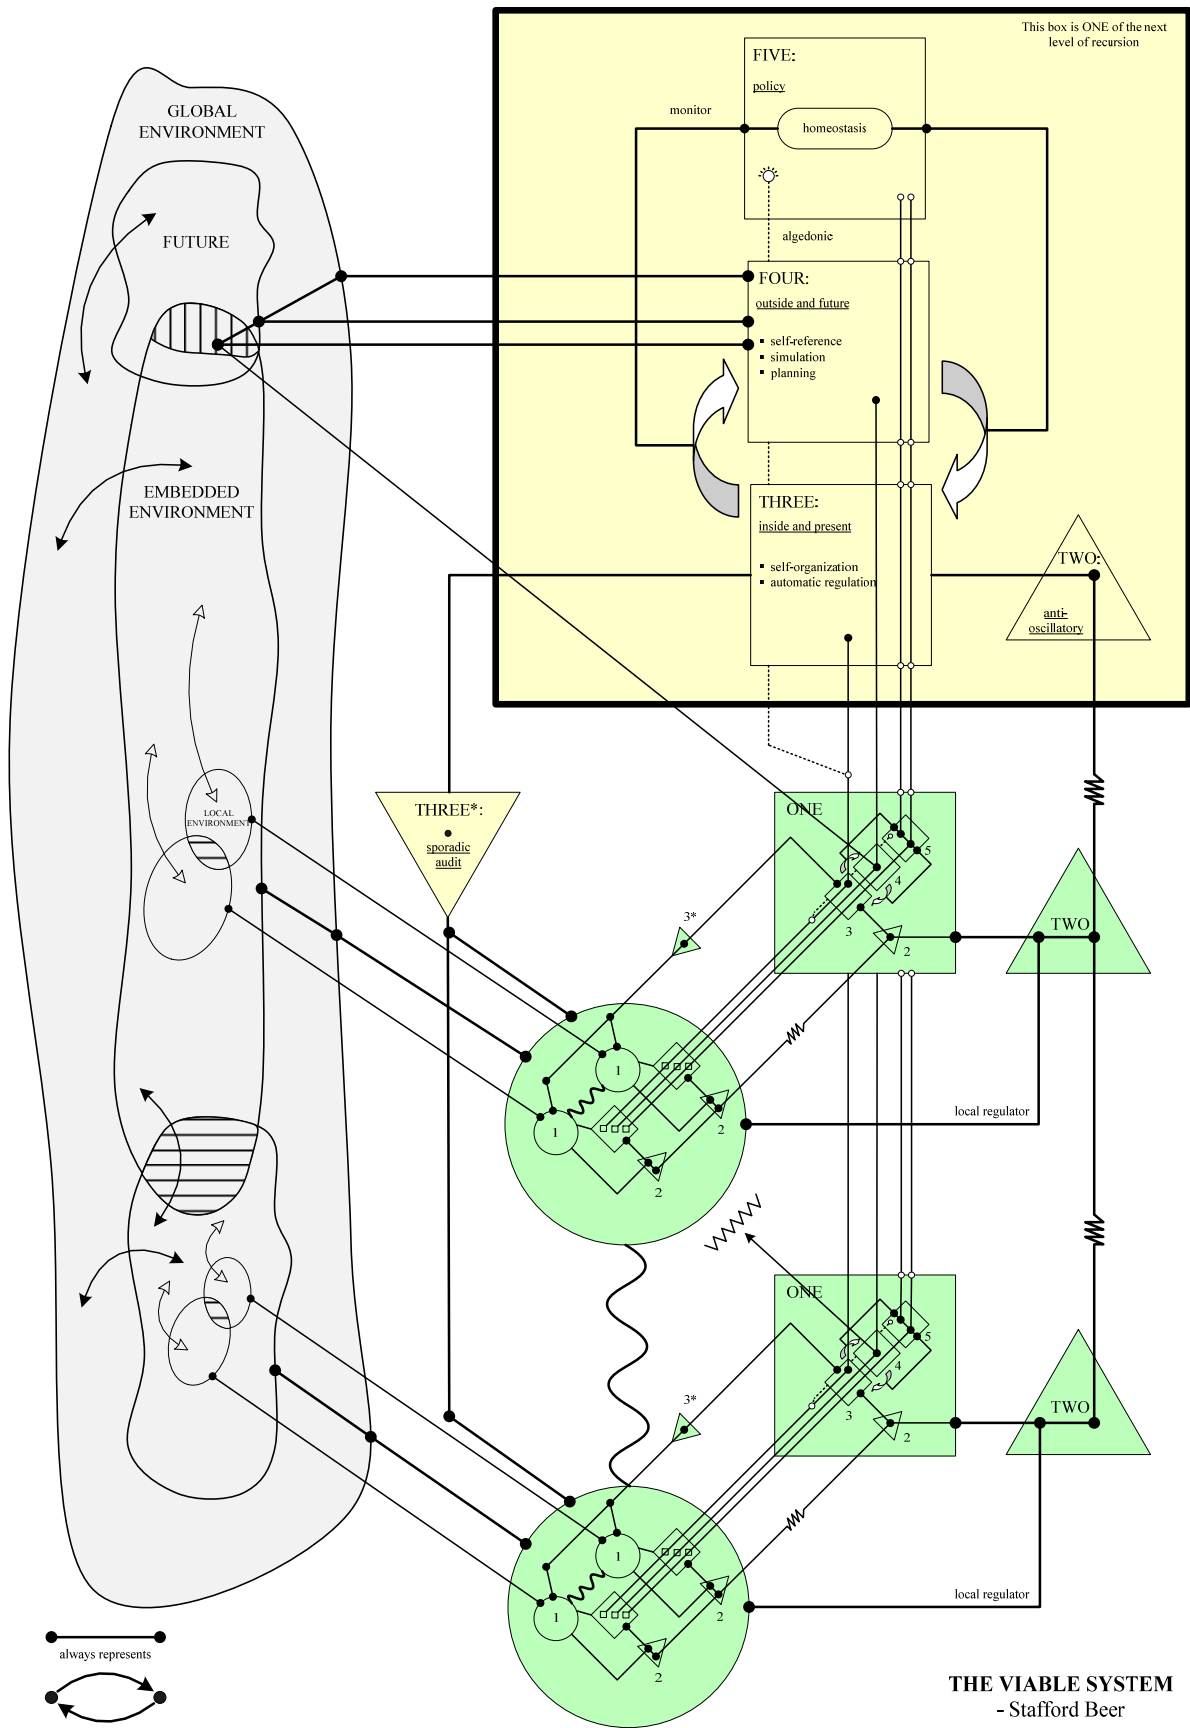 This box is ONE of the next
level of recursion
FIVE:
policy
monitor
homeostasis
algedonic
GLOBAL
ENVIRONMENT
FUTURE
FOUR:
outside and future
▪ self-reference
▪ simulation
▪ planning
EMBEDDED
ENVIRONMENT
THREE:
inside and present
▪ self-organization
▪ automatic regulation
TWO:
anti-
oscillatory
LOCAL
ENVIRONMENT
THREE*:
sporadic
audit
ONE
5
4
3
2
3*
TWO
1
1
2
2
local regulator
ONE
5
4
3
2
3*
TWO
1
1
2
2
local regulator
always represents
THE VIABLE SYSTEM
- Stafford Beer